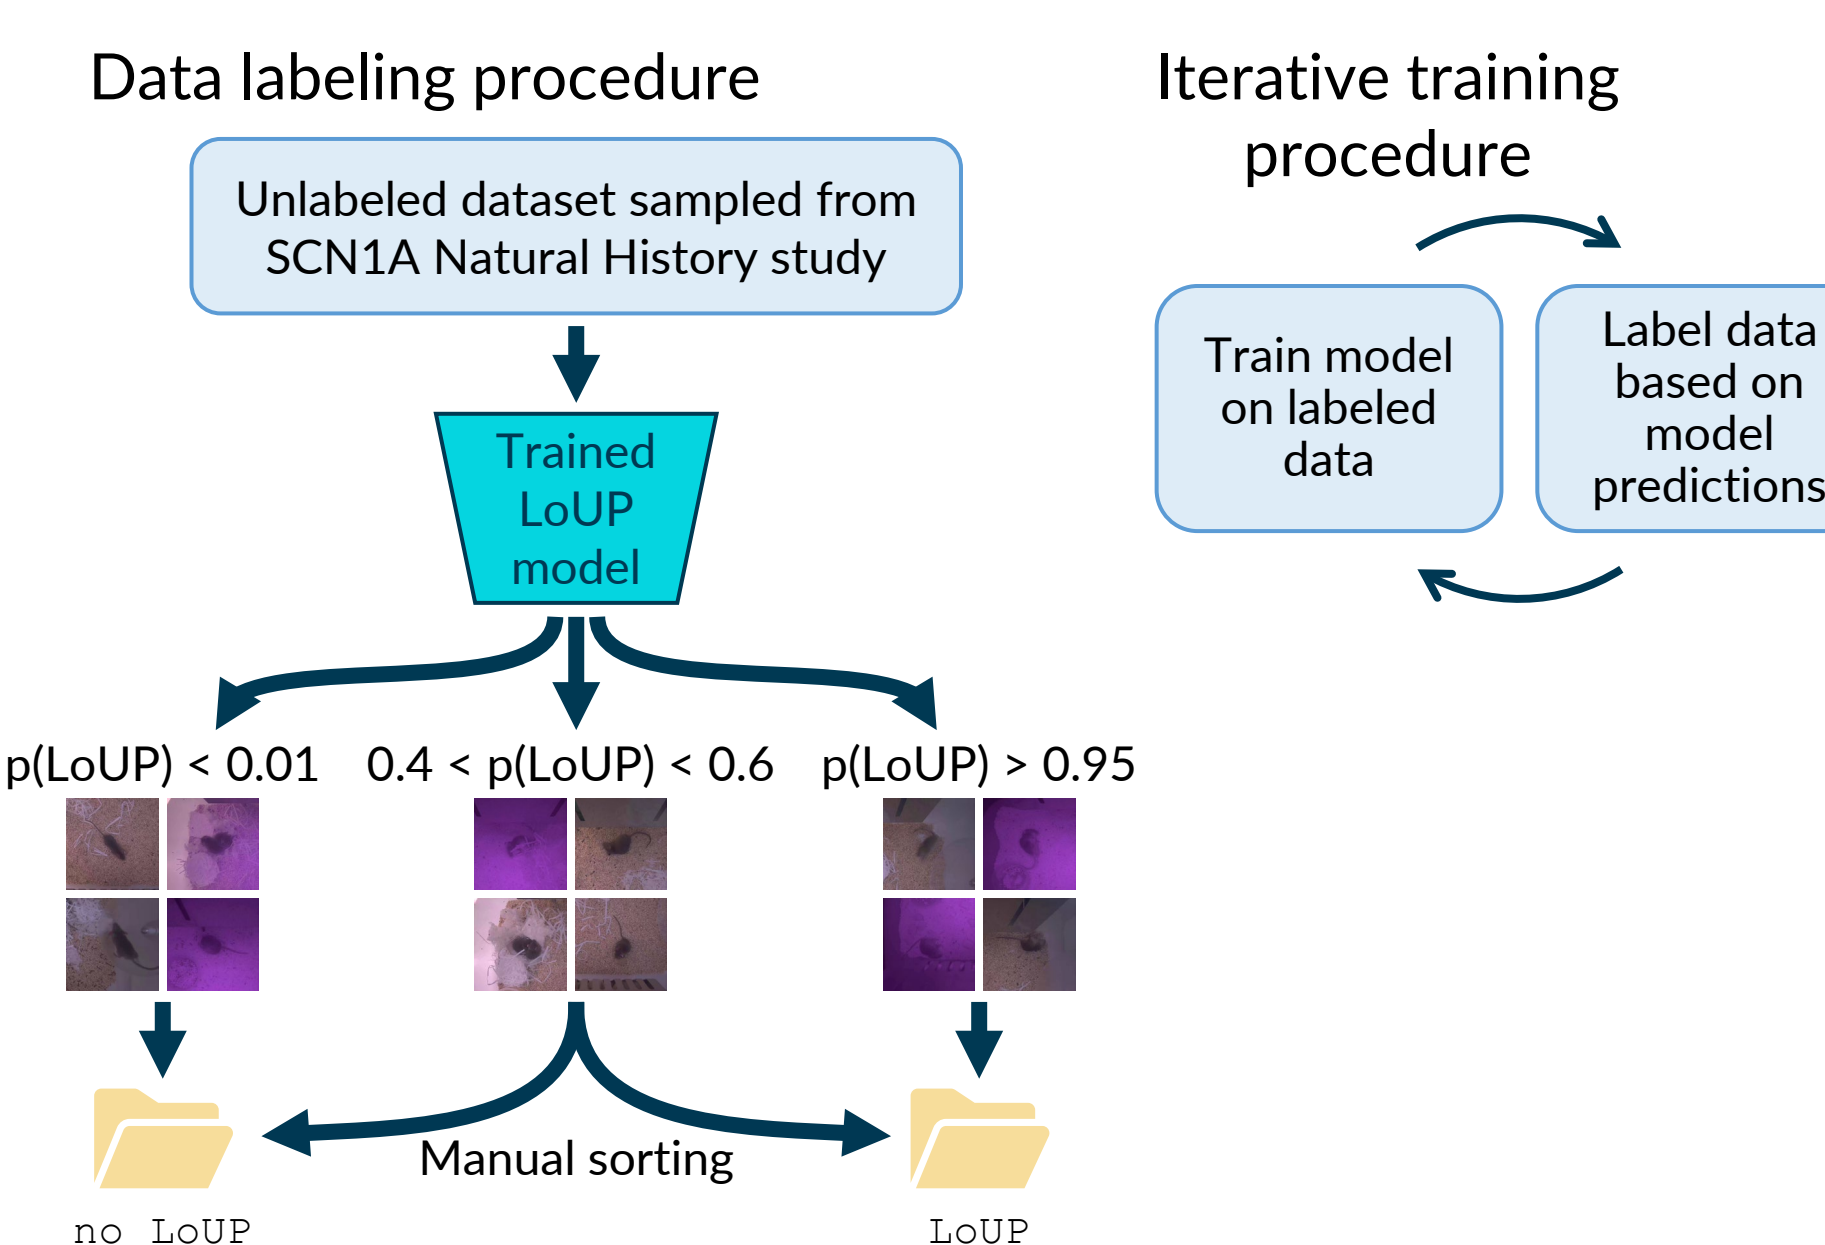 Data labeling procedure
Unlabeled dataset sampled from
SCN1A Natural History study
Trained
LoUP
model
p(LoUP) < 0.01
0.4 < p(LoUP) < 0.6
p(LoUP) > 0.95
Manual sorting
no LoUP
LoUP
Iterative training
procedure
Train model
on labeled
data
Label data
based on
model
predictions